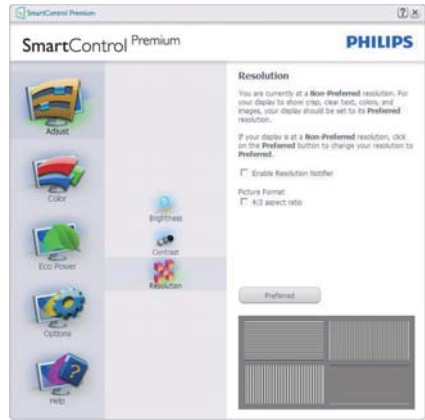 SmartControl Premium
SmartControl Premium
PHILIPS
Adjust
Color
Eco Power
Options
Help
Brightness
Contrast
Resolution
Resolution
You are currently at a Non-Preferred resolution. For
your display to show crisp, clear text, colors, and
images, your display should be set to its Preferred
resolution.
If your display is at a Non-Preferred resolution, click
on the Preferred button to change your resolution to
Preferred.
Enable Resolution Notifier
Picture Format
4:3 aspect ratio
Preferred